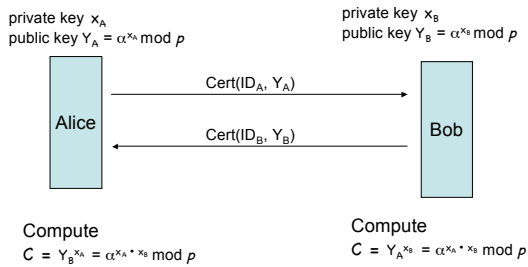 private key x_A
public key Y_A = α^x_A mod p
private key x_B
public key Y_B = α^x_B mod p
Cert(ID_A, Y_A)
Alice
Bob
Cert(ID_B, Y_B)
Compute
C = Y_B^x_A = α^x_A · x_B mod p
Compute
C = Y_A^x_B = α^x_A · x_B mod p